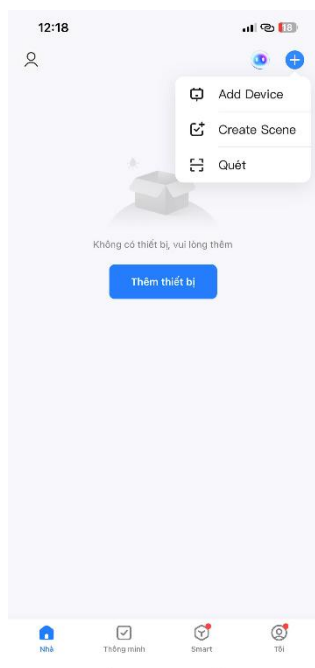 12:18
18
Add Device
Create Scene
Quét
Không có thiết bị, vui lòng thêm
Thêm thiết bị
Nhà
Thông minh
Smart
Tôi